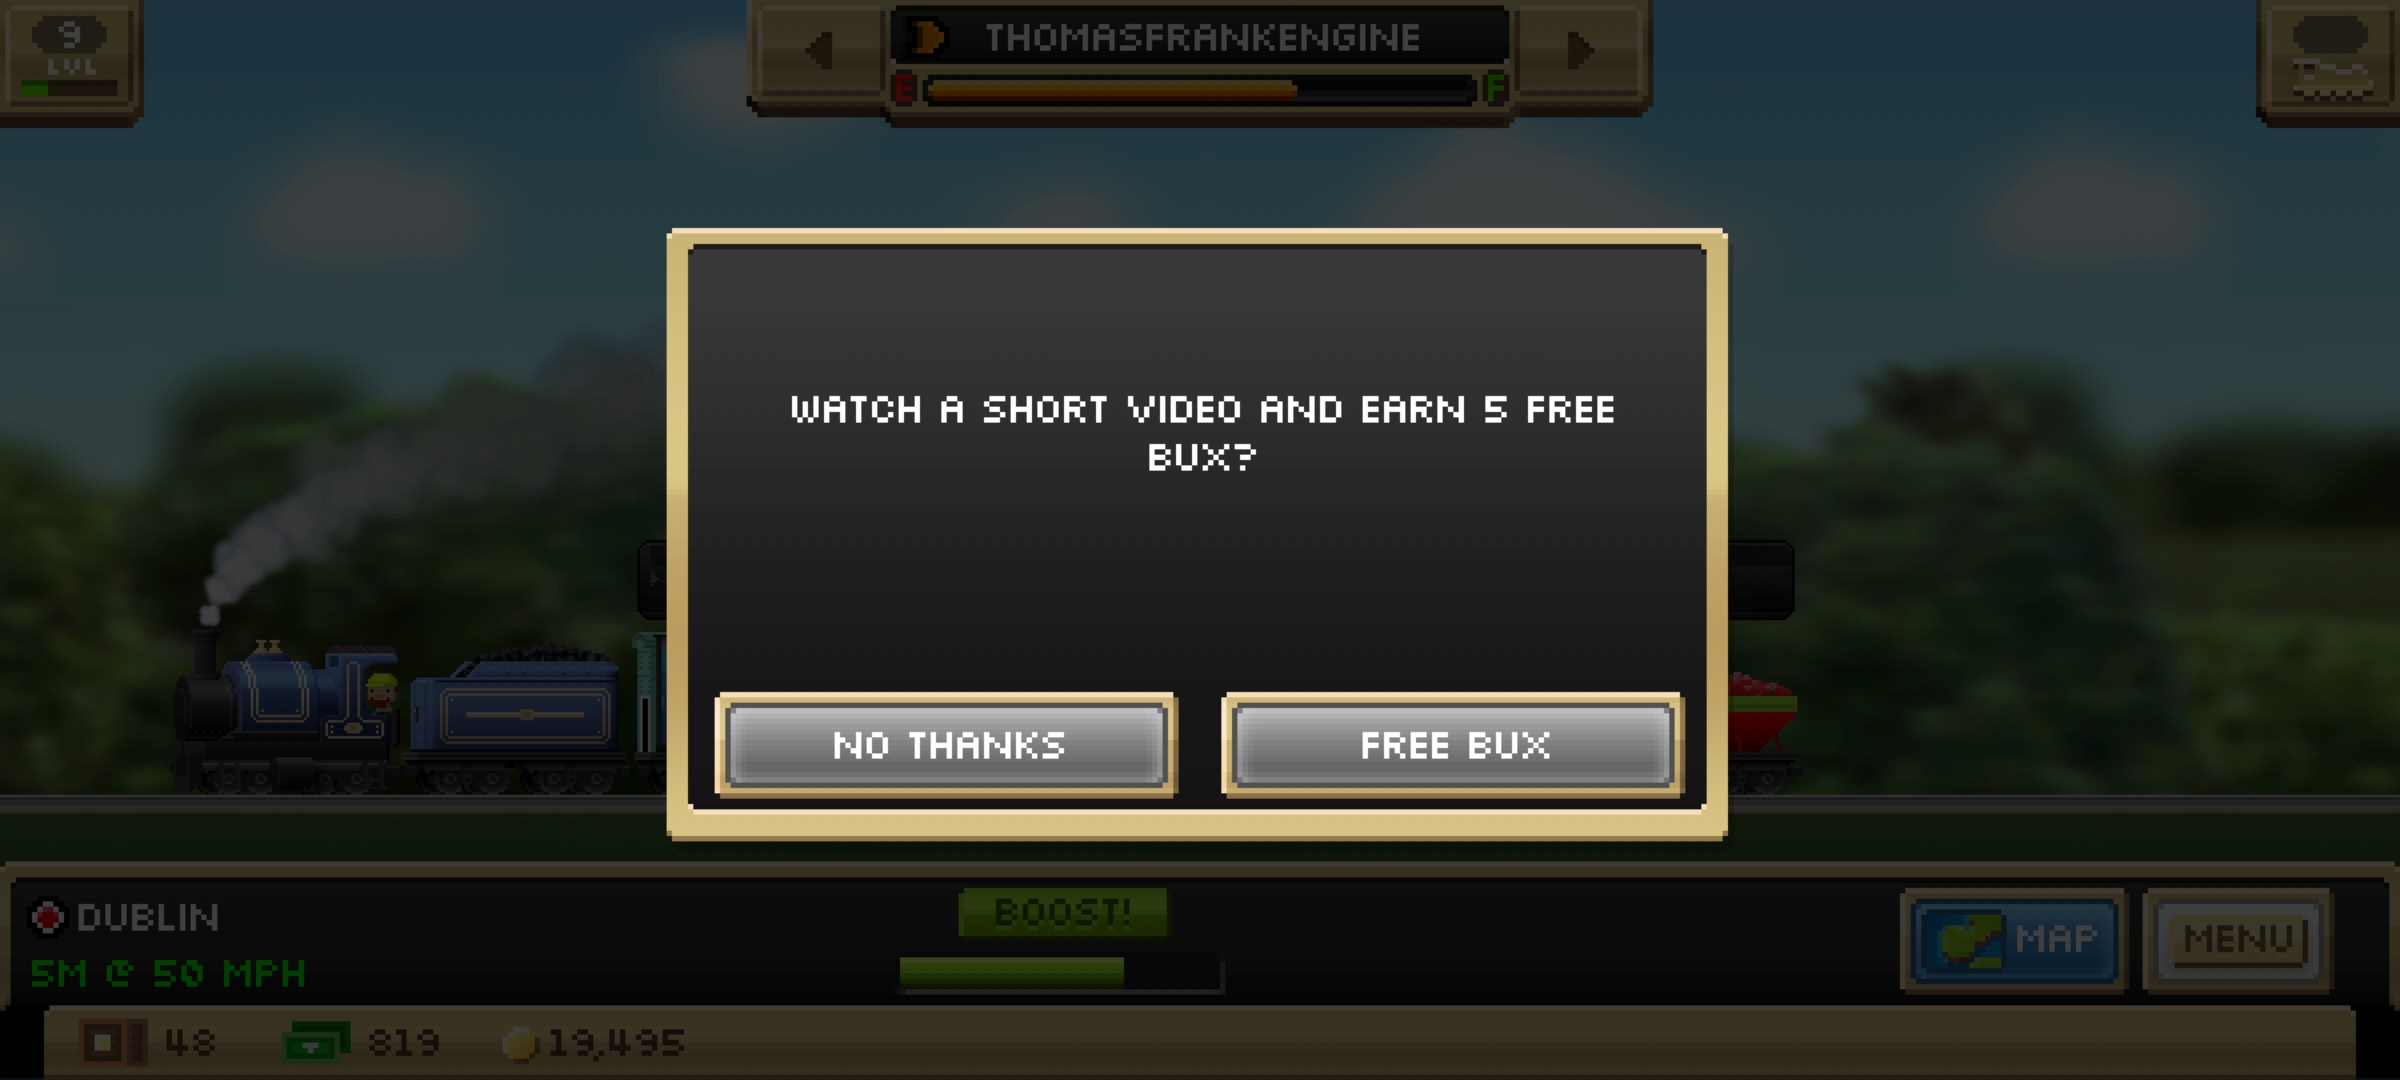 9
LVL
THOMASFRANKENGINE
E F
WATCH A SHORT VIDEO AND EARN 5 FREE
BUX?
NO THANKS
FREE BUX
DUBLIN
5M @ 50 MPH
BOOST!
MAP
MENU
48
819
19,495